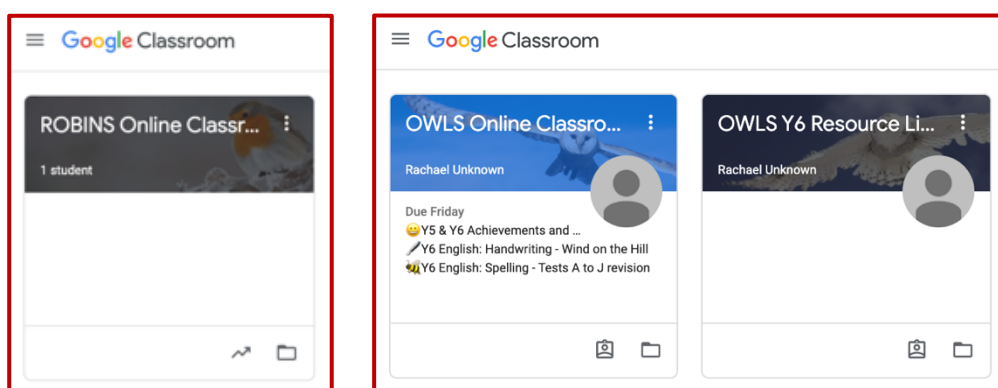 Google Classroom
ROBINS Online Classr...
1 student
Google Classroom
OWLS Online Classro...
Rachael Unknown
Due Friday
😀Y5 & Y6 Achievements and ...
🖋Y6 English: Handwriting - Wind on the Hill
🐝Y6 English: Spelling - Tests A to J revision
OWLS Y6 Resource Li...
Rachael Unknown